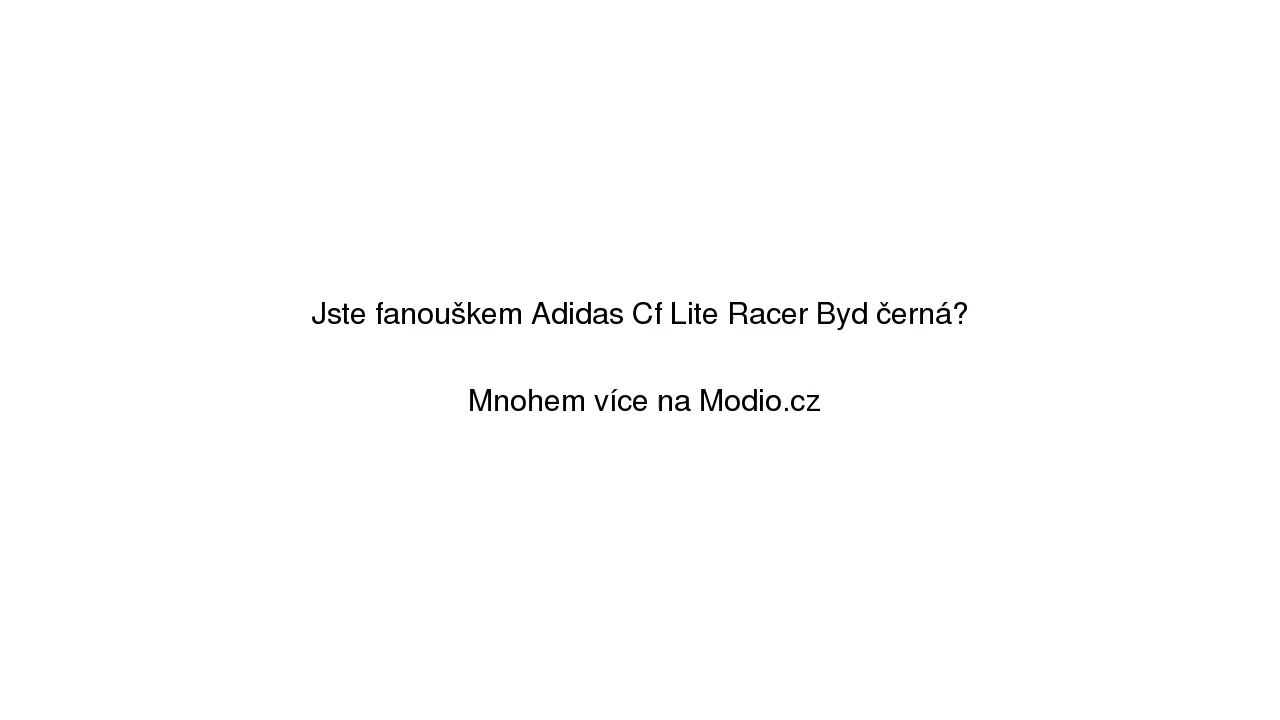 Jste fanouškem Adidas Cf Lite Racer Byd černá?
Mnohem více na Modio.cz